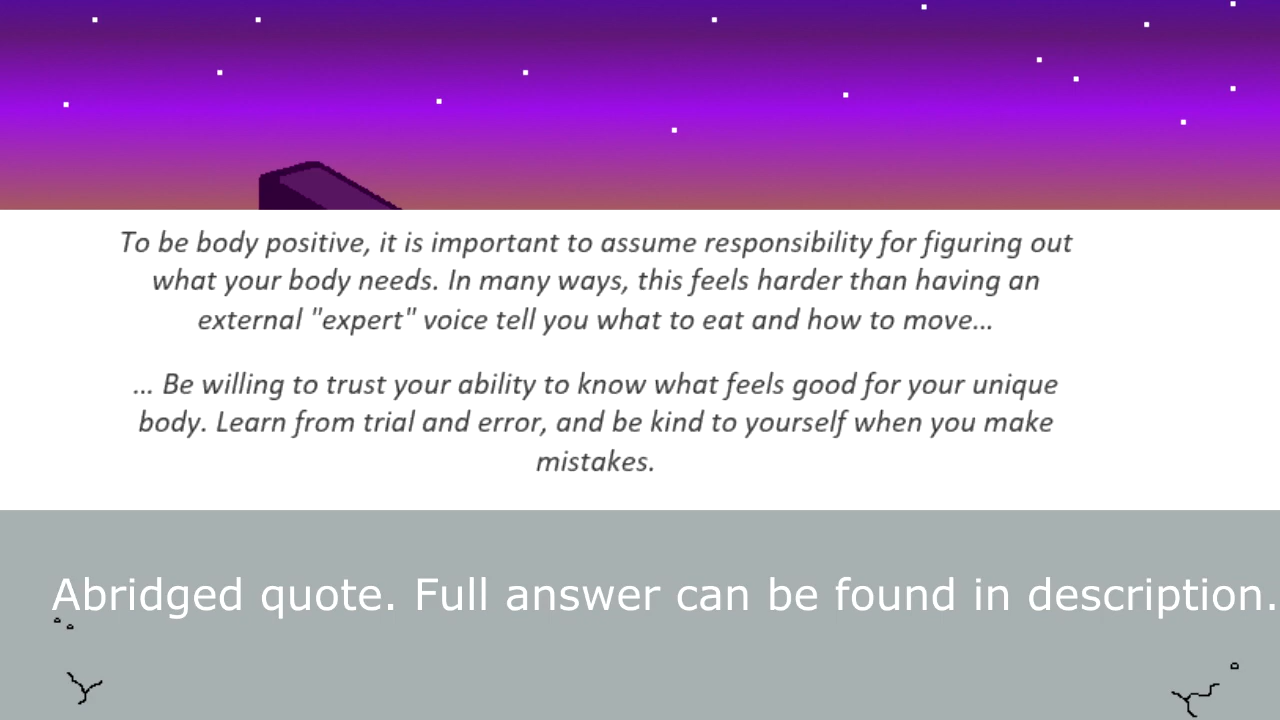 To be body positive, it is important to assume responsibility for figuring out
what your body needs. In many ways, this feels harder than having an
external "expert" voice tell you what to eat and how to move...
... Be willing to trust your ability to know what feels good for your unique
body. Learn from trial and error, and be kind to yourself when you make
mistakes.
Abridged quote. Full answer can be found in description.